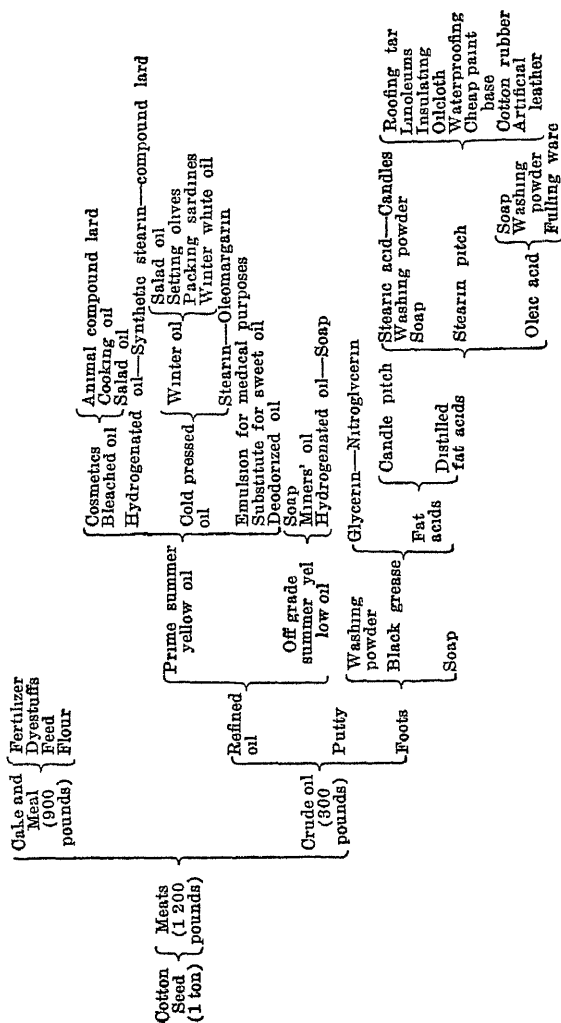 Cotton
Seed
(1 ton)
Meats
(1 200
pounds)
Cake and
Meal
(900
pounds)
Fertilizer
Dyestuffs
Feed
Flour
Crude oil
(300
pounds)
Refined
oil
Prime summer
yellow oil
Cosmetics
Bleached oil
Animal compound lard
Cooking oil
Salad oil
Hydrogenated oil—Synthetic stearin—compound lard
Cold pressed
oil
Winter oil
Salad oil
Setting olives
Packing sardines
Winter white oil
Stearin—Oleomargarin
Emulsion for medical purposes
Substitute for sweet oil
Deodorized oil
Off grade
summer yel
low oil
Soap
Miners' oil
Hydrogenated oil—Soap
Putty
Foots
Washing
powder
Black grease
Glycerin—Nitroglycerin
Fat
acids
Candle pitch
Distilled
fat acids
Stearic acid—Candles
Washing powder
Soap
Stearin pitch
Roofing tar
Linoleums
Insulating
Oilcloth
Waterproofing
Cheap paint
base
Cotton rubber
Artificial
leather
Oleic acid
Soap
Washing
powder
Fulling ware
Soap